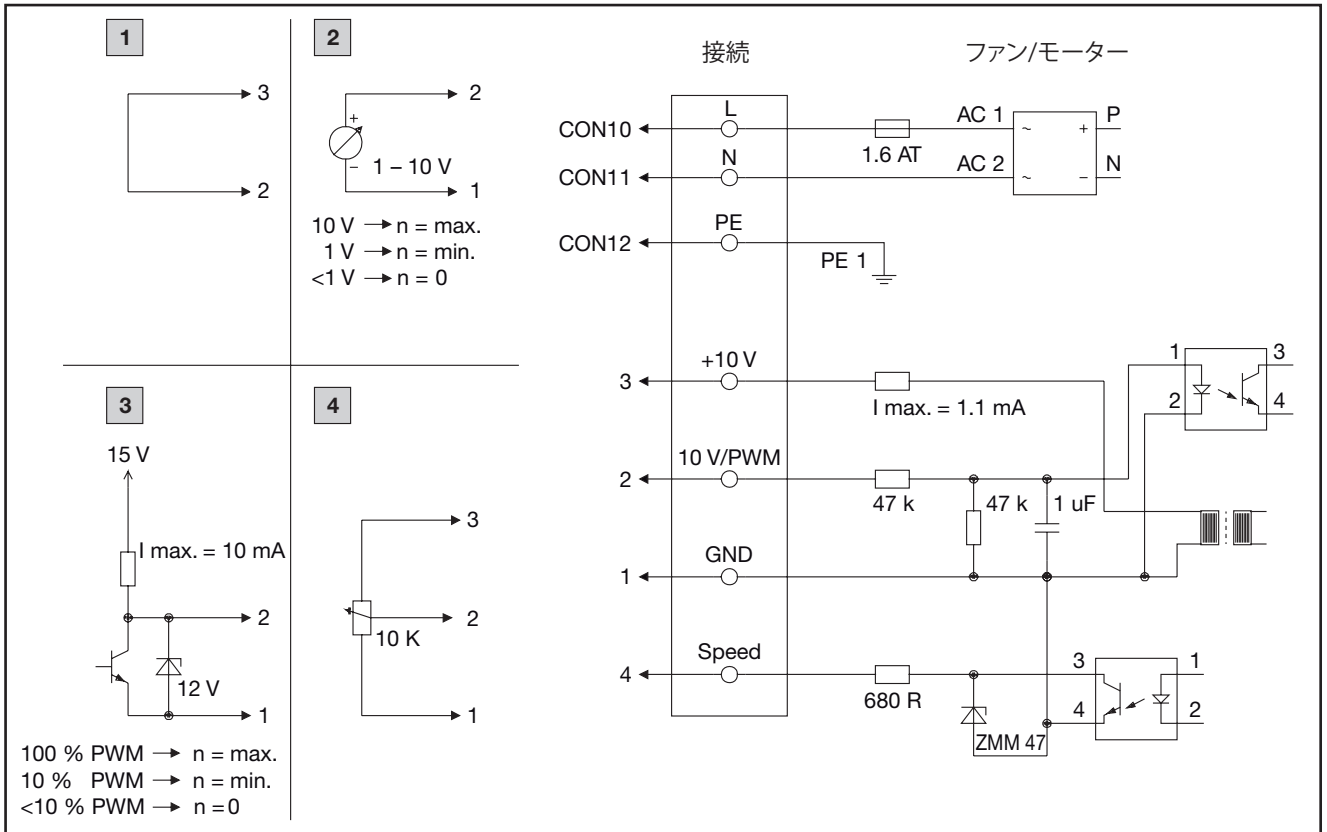 1
3
2
2
2
+
−
1 – 10 V
1
10 V → n = max.
1 V → n = min.
<1 V → n = 0
3
15 V
I max. = 10 mA
2
12 V
1
100 % PWM → n = max.
10 % PWM → n = min.
<10 % PWM → n = 0
4
3
2
10 K
1
接続
ファン/モーター
CON10
L
1.6 AT
AC 1
~
+
P
CON11
N
AC 2
~
−
N
CON12
PE
PE 1
3
+10 V
I max. = 1.1 mA
1
2
3
4
2
10 V/PWM
47 k
47 k
1 uF
1
GND
4
Speed
680 R
ZMM 47
3
4
1
2